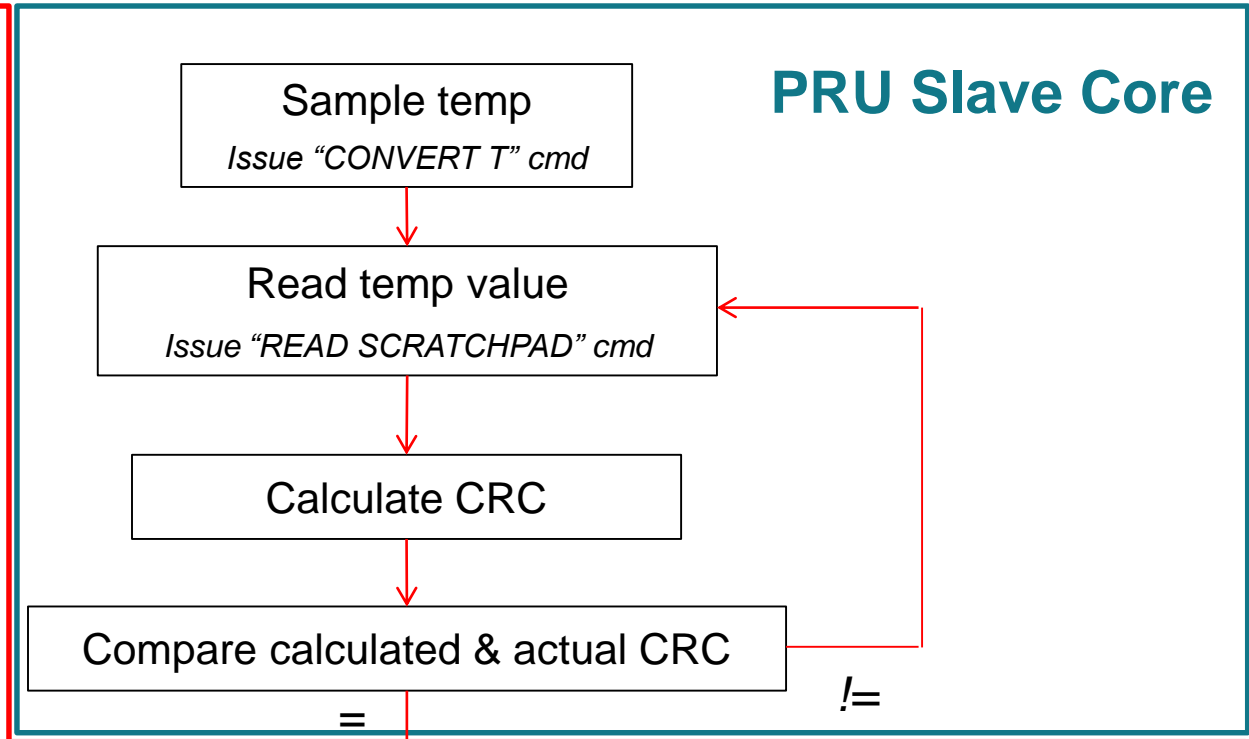 PRU Slave Core
Sample temp
Issue “CONVERT T” cmd
Read temp value
Issue “READ SCRATCHPAD” cmd
Calculate CRC
Compare calculated & actual CRC
!=
=